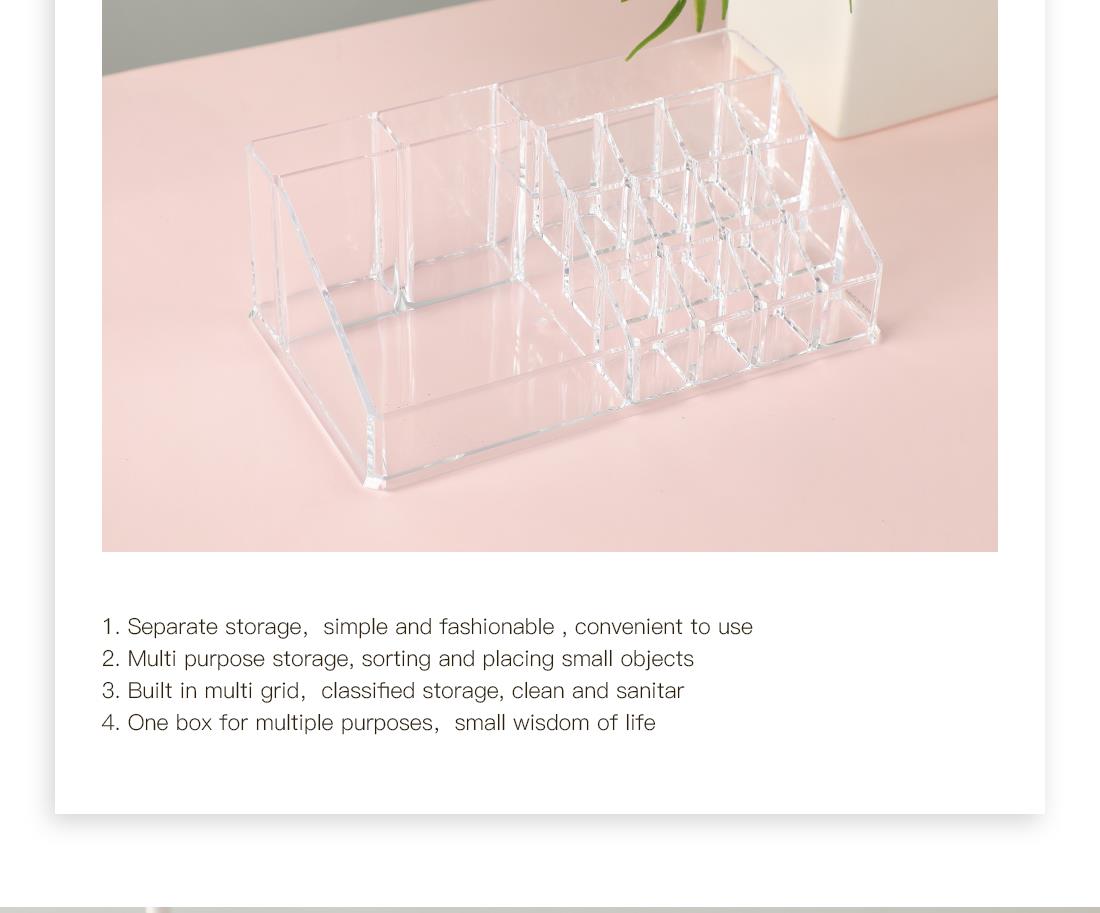 1. Separate storage，simple and fashionable , convenient to use
2. Multi purpose storage, sorting and placing small objects
3. Built in multi grid，classified storage, clean and sanitar
4. One box for multiple purposes，small wisdom of life